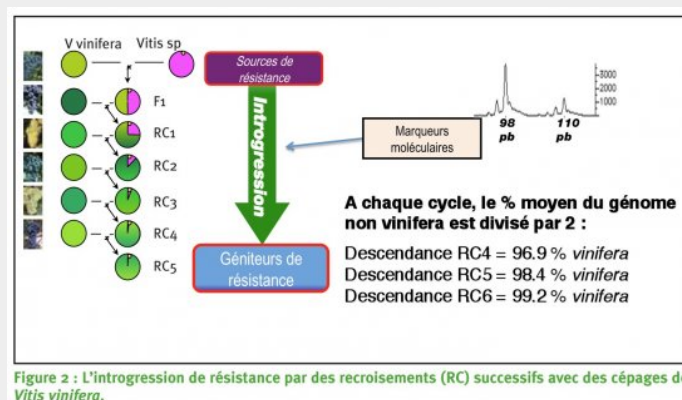 V vinifera Vitis sp
Sources de
résistance
F1
RC1
RC2
RC3
RC4
RC5
Introgression
Géniteurs de
résistance
Marqueurs
moléculaires
3000
2000
1000
98 110
pb pb
A chaque cycle, le % moyen du génome
non vinifera est divisé par 2 :
Descendance RC4 = 96.9 % vinifera
Descendance RC5 = 98.4 % vinifera
Descendance RC6 = 99.2 % vinifera
Figure 2 : L'introgression de résistance par des recroisements (RC) successifs avec des cépages de
Vitis vinifera.